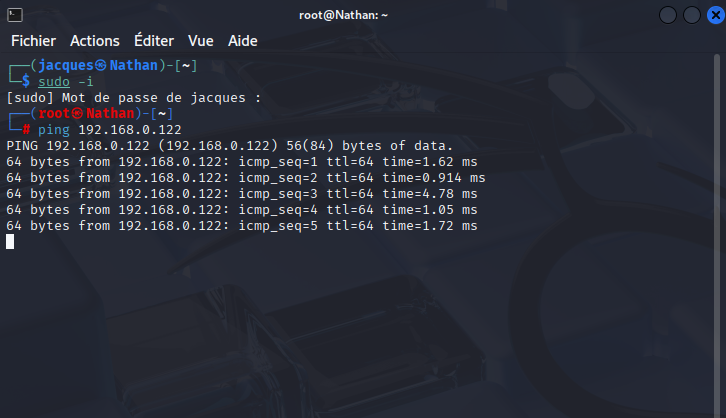 root@Nathan: ~
Fichier Actions Éditer Vue Aide
┌──(jacques㉿Nathan)-[~]
└─$ sudo -i
[sudo] Mot de passe de jacques :
┌──(root㉿Nathan)-[~]
└─# ping 192.168.0.122
PING 192.168.0.122 (192.168.0.122) 56(84) bytes of data.
64 bytes from 192.168.0.122: icmp_seq=1 ttl=64 time=1.62 ms
64 bytes from 192.168.0.122: icmp_seq=2 ttl=64 time=0.914 ms
64 bytes from 192.168.0.122: icmp_seq=3 ttl=64 time=4.78 ms
64 bytes from 192.168.0.122: icmp_seq=4 ttl=64 time=1.05 ms
64 bytes from 192.168.0.122: icmp_seq=5 ttl=64 time=1.72 ms